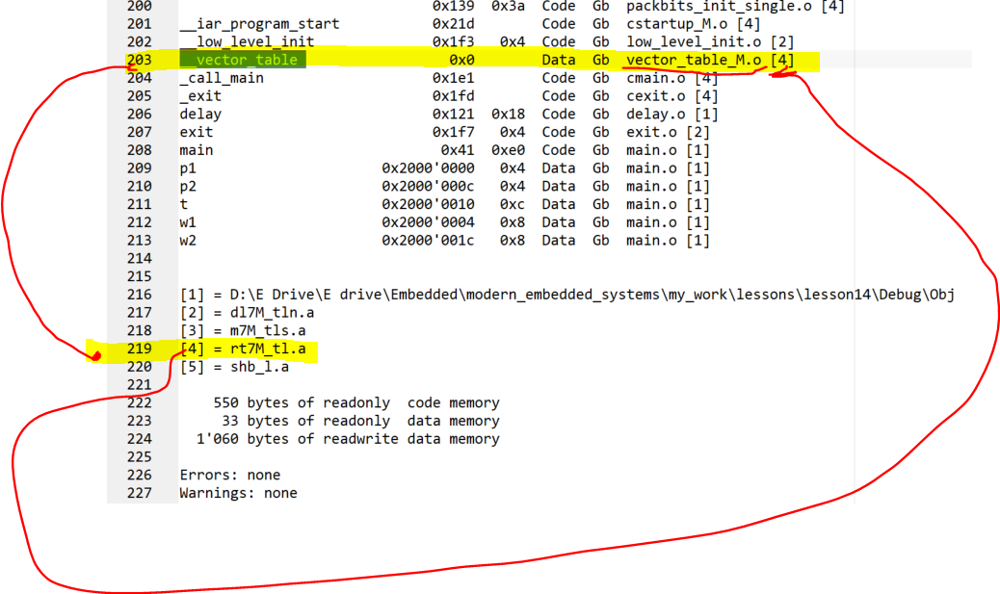 200 0x139 0x3a Code Gb packbits_init_single.o [4]
201 __iar_program_start 0x21d Code Gb cstartup_M.o [4]
202 __low_level_init 0x1f3 0x4 Code Gb low_level_init.o [2]
203 __vector_table 0x0 Data Gb vector_table_M.o [4]
204 _call_main 0x1e1 Code Gb cmain.o [4]
205 _exit 0x1fd Code Gb cexit.o [4]
206 delay 0x121 0x18 Code Gb delay.o [1]
207 exit 0x1f7 0x4 Code Gb exit.o [2]
208 main 0x41 0xe0 Code Gb main.o [1]
209 p1 0x2000'0000 0x4 Data Gb main.o [1]
210 p2 0x2000'000c 0x4 Data Gb main.o [1]
211 t 0x2000'0010 0xc Data Gb main.o [1]
212 w1 0x2000'0004 0x8 Data Gb main.o [1]
213 w2 0x2000'001c 0x8 Data Gb main.o [1]
214
215
216 [1] = D:\E Drive\E drive\Embedded\modern_embedded_systems\my_work\lessons\lesson14\Debug\Obj
217 [2] = dl7M_tln.a
218 [3] = m7M_tls.a
219 [4] = rt7M_tl.a
220 [5] = shb_l.a
221
222 550 bytes of readonly code memory
223 33 bytes of readonly data memory
224 1'060 bytes of readwrite data memory
225
226 Errors: none
227 Warnings: none